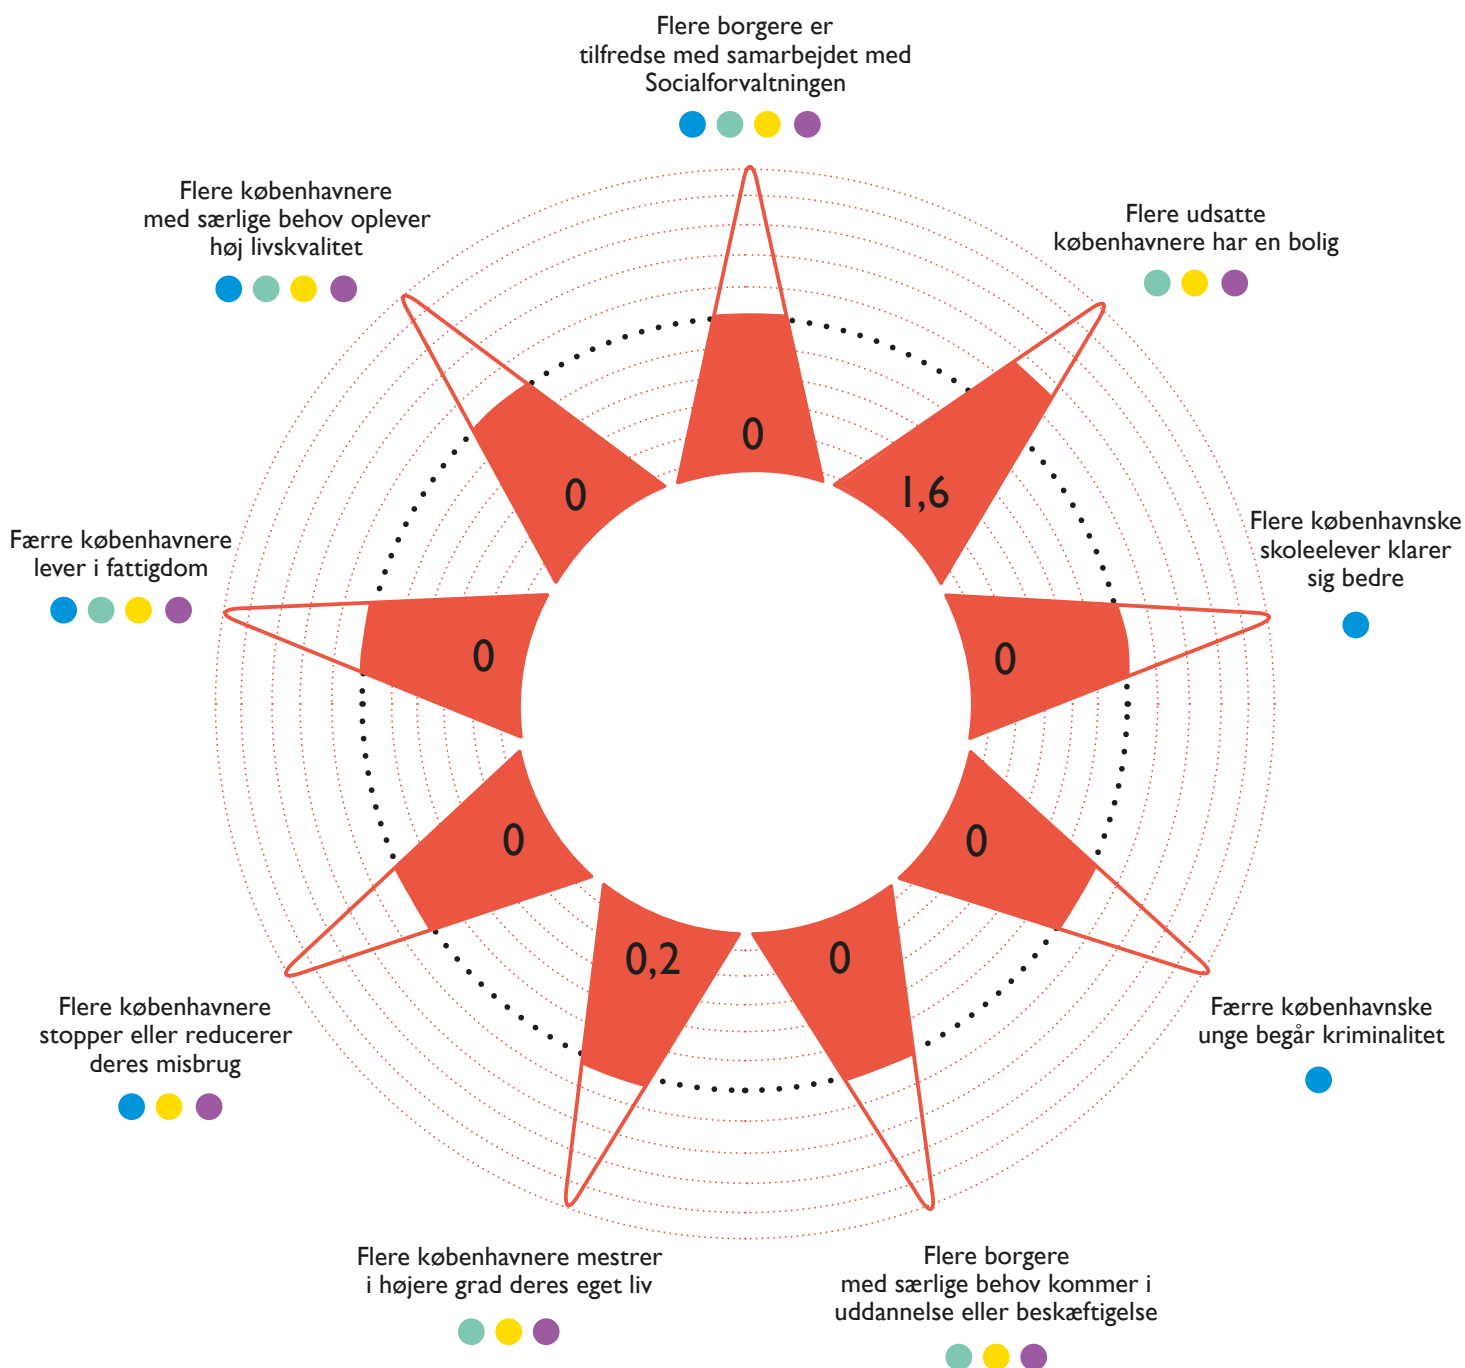 Flere borgere er
tilfredse med samarbejdet med
Socialforvaltningen
Flere københavnere
med særlige behov oplever
høj livskvalitet
Flere udsatte
københavnere har en bolig
0
1,6
0
Flere københavnske
skoleelever klarer
sig bedre
Færre københavnere
lever i fattigdom
0
0
0
0
0,2
0
Flere københavnere
stopper eller reducerer
deres misbrug
Færre københavnske
unge begår kriminalitet
Flere københavnere mestrer
i højere grad deres eget liv
Flere borgere
med særlige behov kommer i
uddannelse eller beskæftigelse